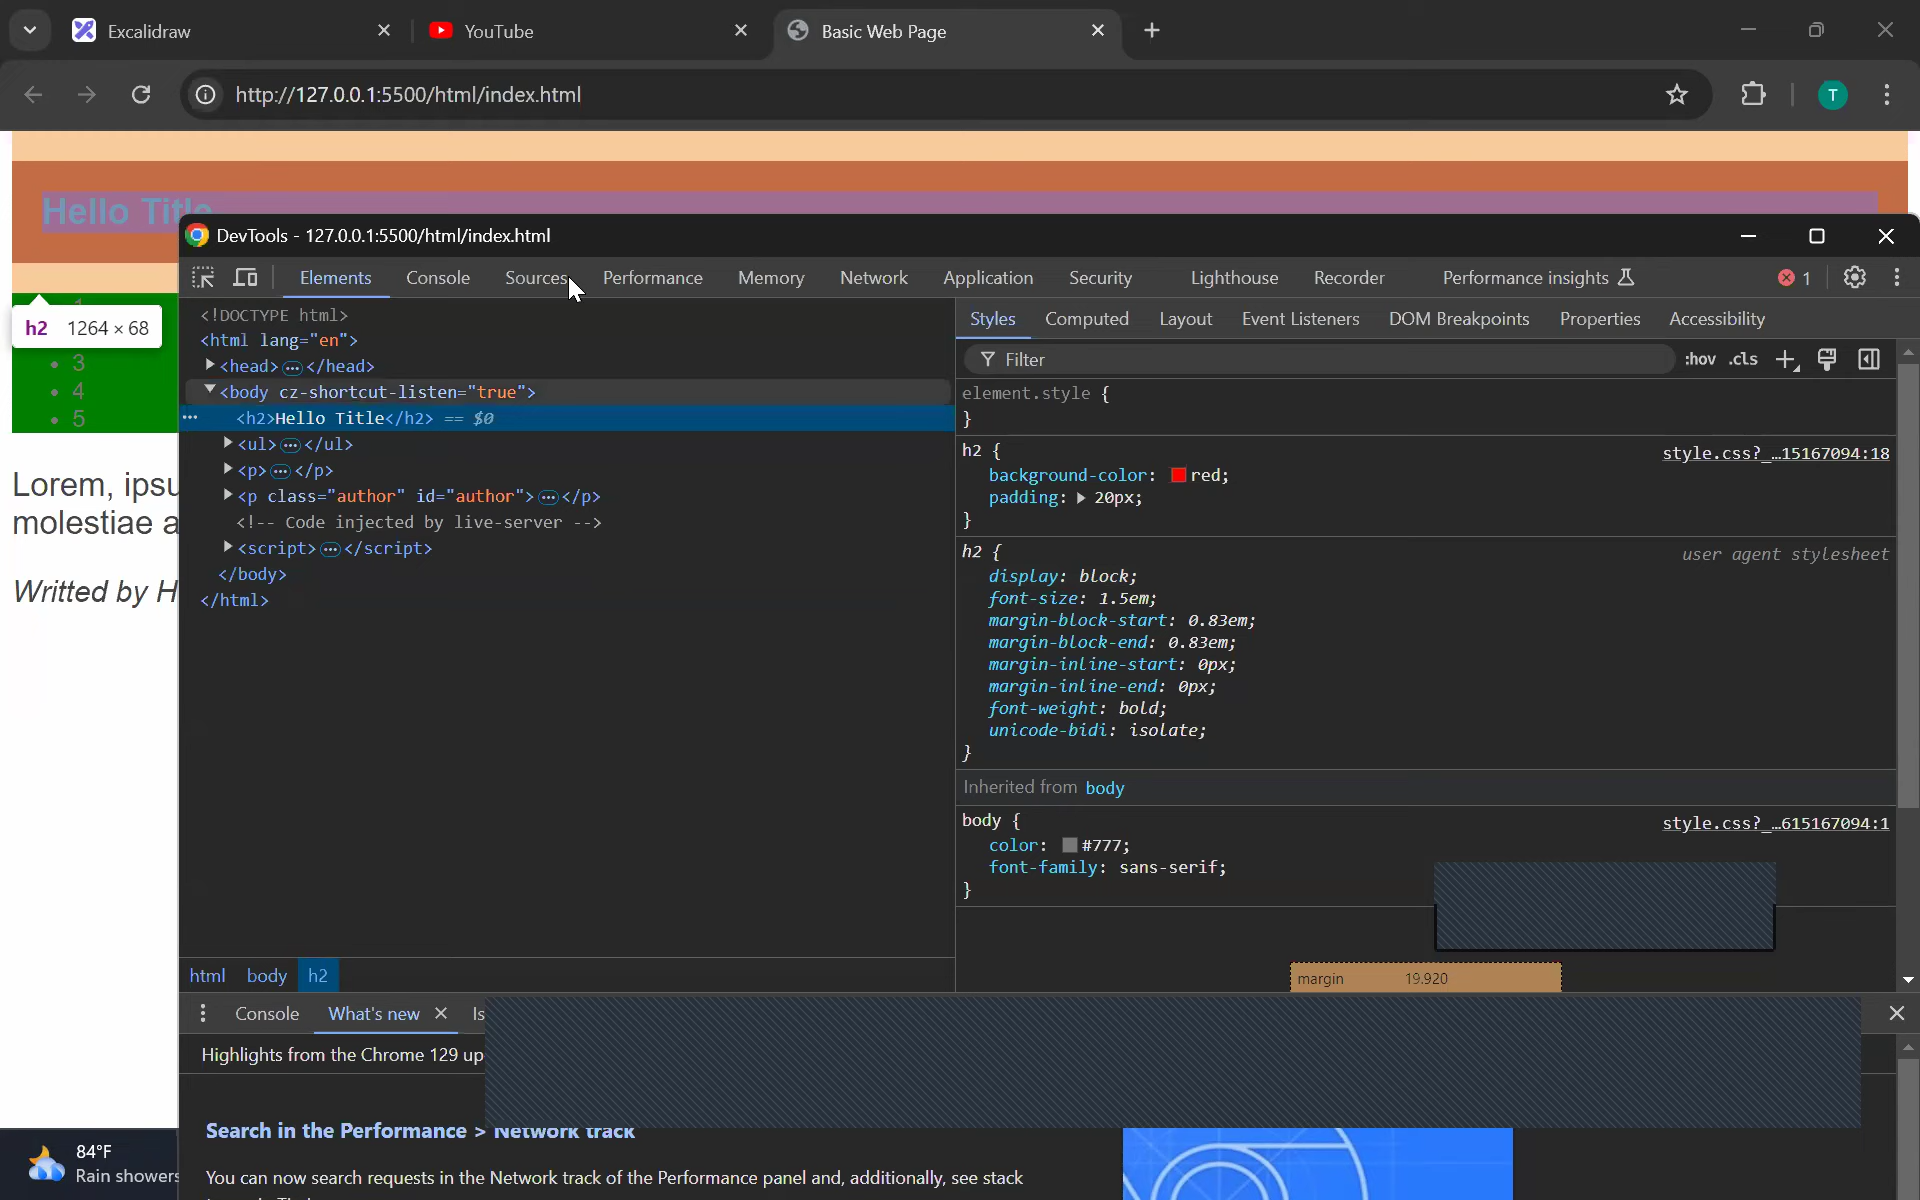 Excalidraw
YouTube
Basic Web Page
http://127.0.0.1:5500/html/index.html
T
Hello Title
DevTools - 127.0.0.1:5500/html/index.html
Elements Console Sources Performance Memory Network Application Security Lighthouse Recorder Performance insights 1
h2 1264 × 68
3
4
5
Lorem, ipsu
molestiae a
Writted by H
<!DOCTYPE html>
<html lang="en">
<head> ... </head>
<body cz-shortcut-listen="true">
... <h2>Hello Title</h2> == $0
<ul> ... </ul>
<p> ... </p>
<p class="author" id="author"> ... </p>
<!-- Code injected by live-server -->
<script> ... </script>
</body>
</html>
html body h2
Styles Computed Layout Event Listeners DOM Breakpoints Properties Accessibility
Filter :hov .cls
element.style {
}
h2 { style.css?_…15167094:18
background-color: red;
padding: 20px;
}
h2 { user agent stylesheet
display: block;
font-size: 1.5em;
margin-block-start: 0.83em;
margin-block-end: 0.83em;
margin-inline-start: 0px;
margin-inline-end: 0px;
font-weight: bold;
unicode-bidi: isolate;
}
Inherited from body
body { style.css?_…615167094:1
color: #777;
font-family: sans-serif;
}
margin 19.920
Console What's new Is
Highlights from the Chrome 129 up
Search in the Performance > Network track
You can now search requests in the Network track of the Performance panel and, additionally, see stack
84°F
Rain showers